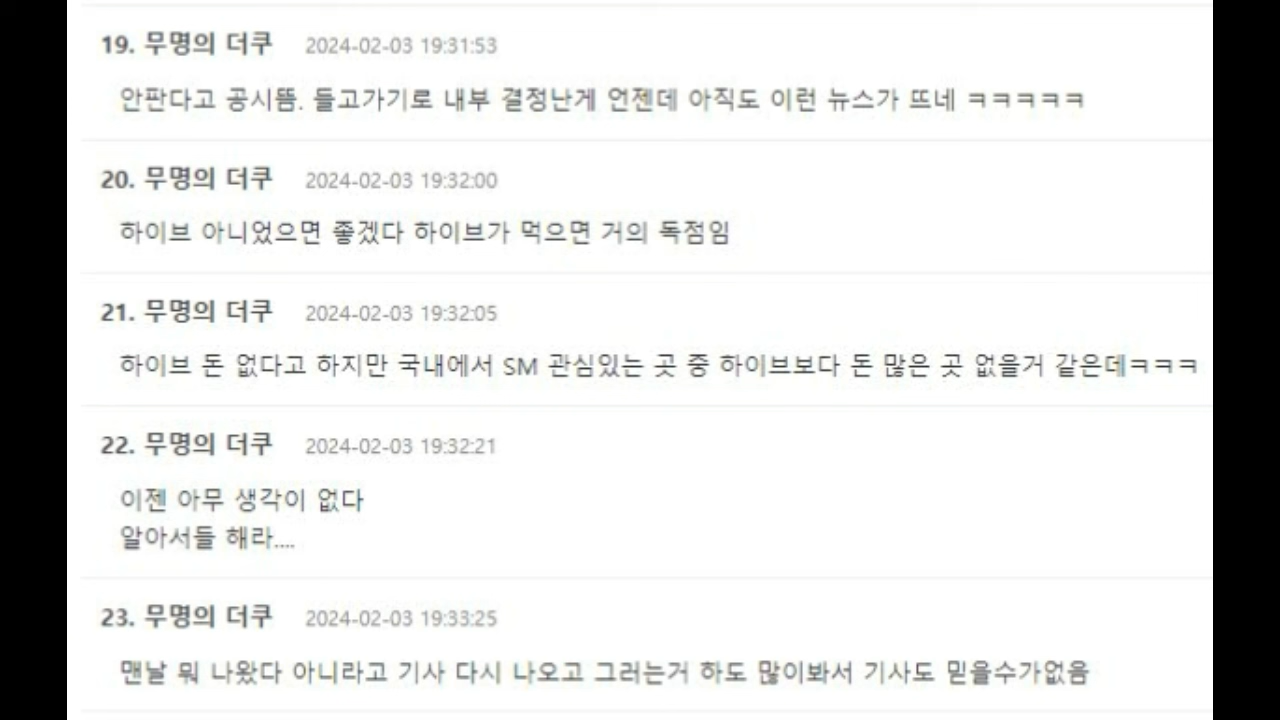 19. 무명의 더쿠 2024-02-03 19:31:53
안판다고 공시뜸. 들고가기로 내부 결정난게 언젠데 아직도 이런 뉴스가 뜨네 ㅋㅋㅋㅋㅋ
20. 무명의 더쿠 2024-02-03 19:32:00
하이브 아니었으면 좋겠다 하이브가 먹으면 거의 독점임
21. 무명의 더쿠 2024-02-03 19:32:05
하이브 돈 없다고 하지만 국내에서 SM 관심있는 곳 중 하이브보다 돈 많은 곳 없을거 같은데ㅋㅋㅋ
22. 무명의 더쿠 2024-02-03 19:32:21
이젠 아무 생각이 없다
알아서들 해라....
23. 무명의 더쿠 2024-02-03 19:33:25
맨날 뭐 나왔다 아니라고 기사 다시 나오고 그러는거 하도 많이봐서 기사도 믿을수가없음